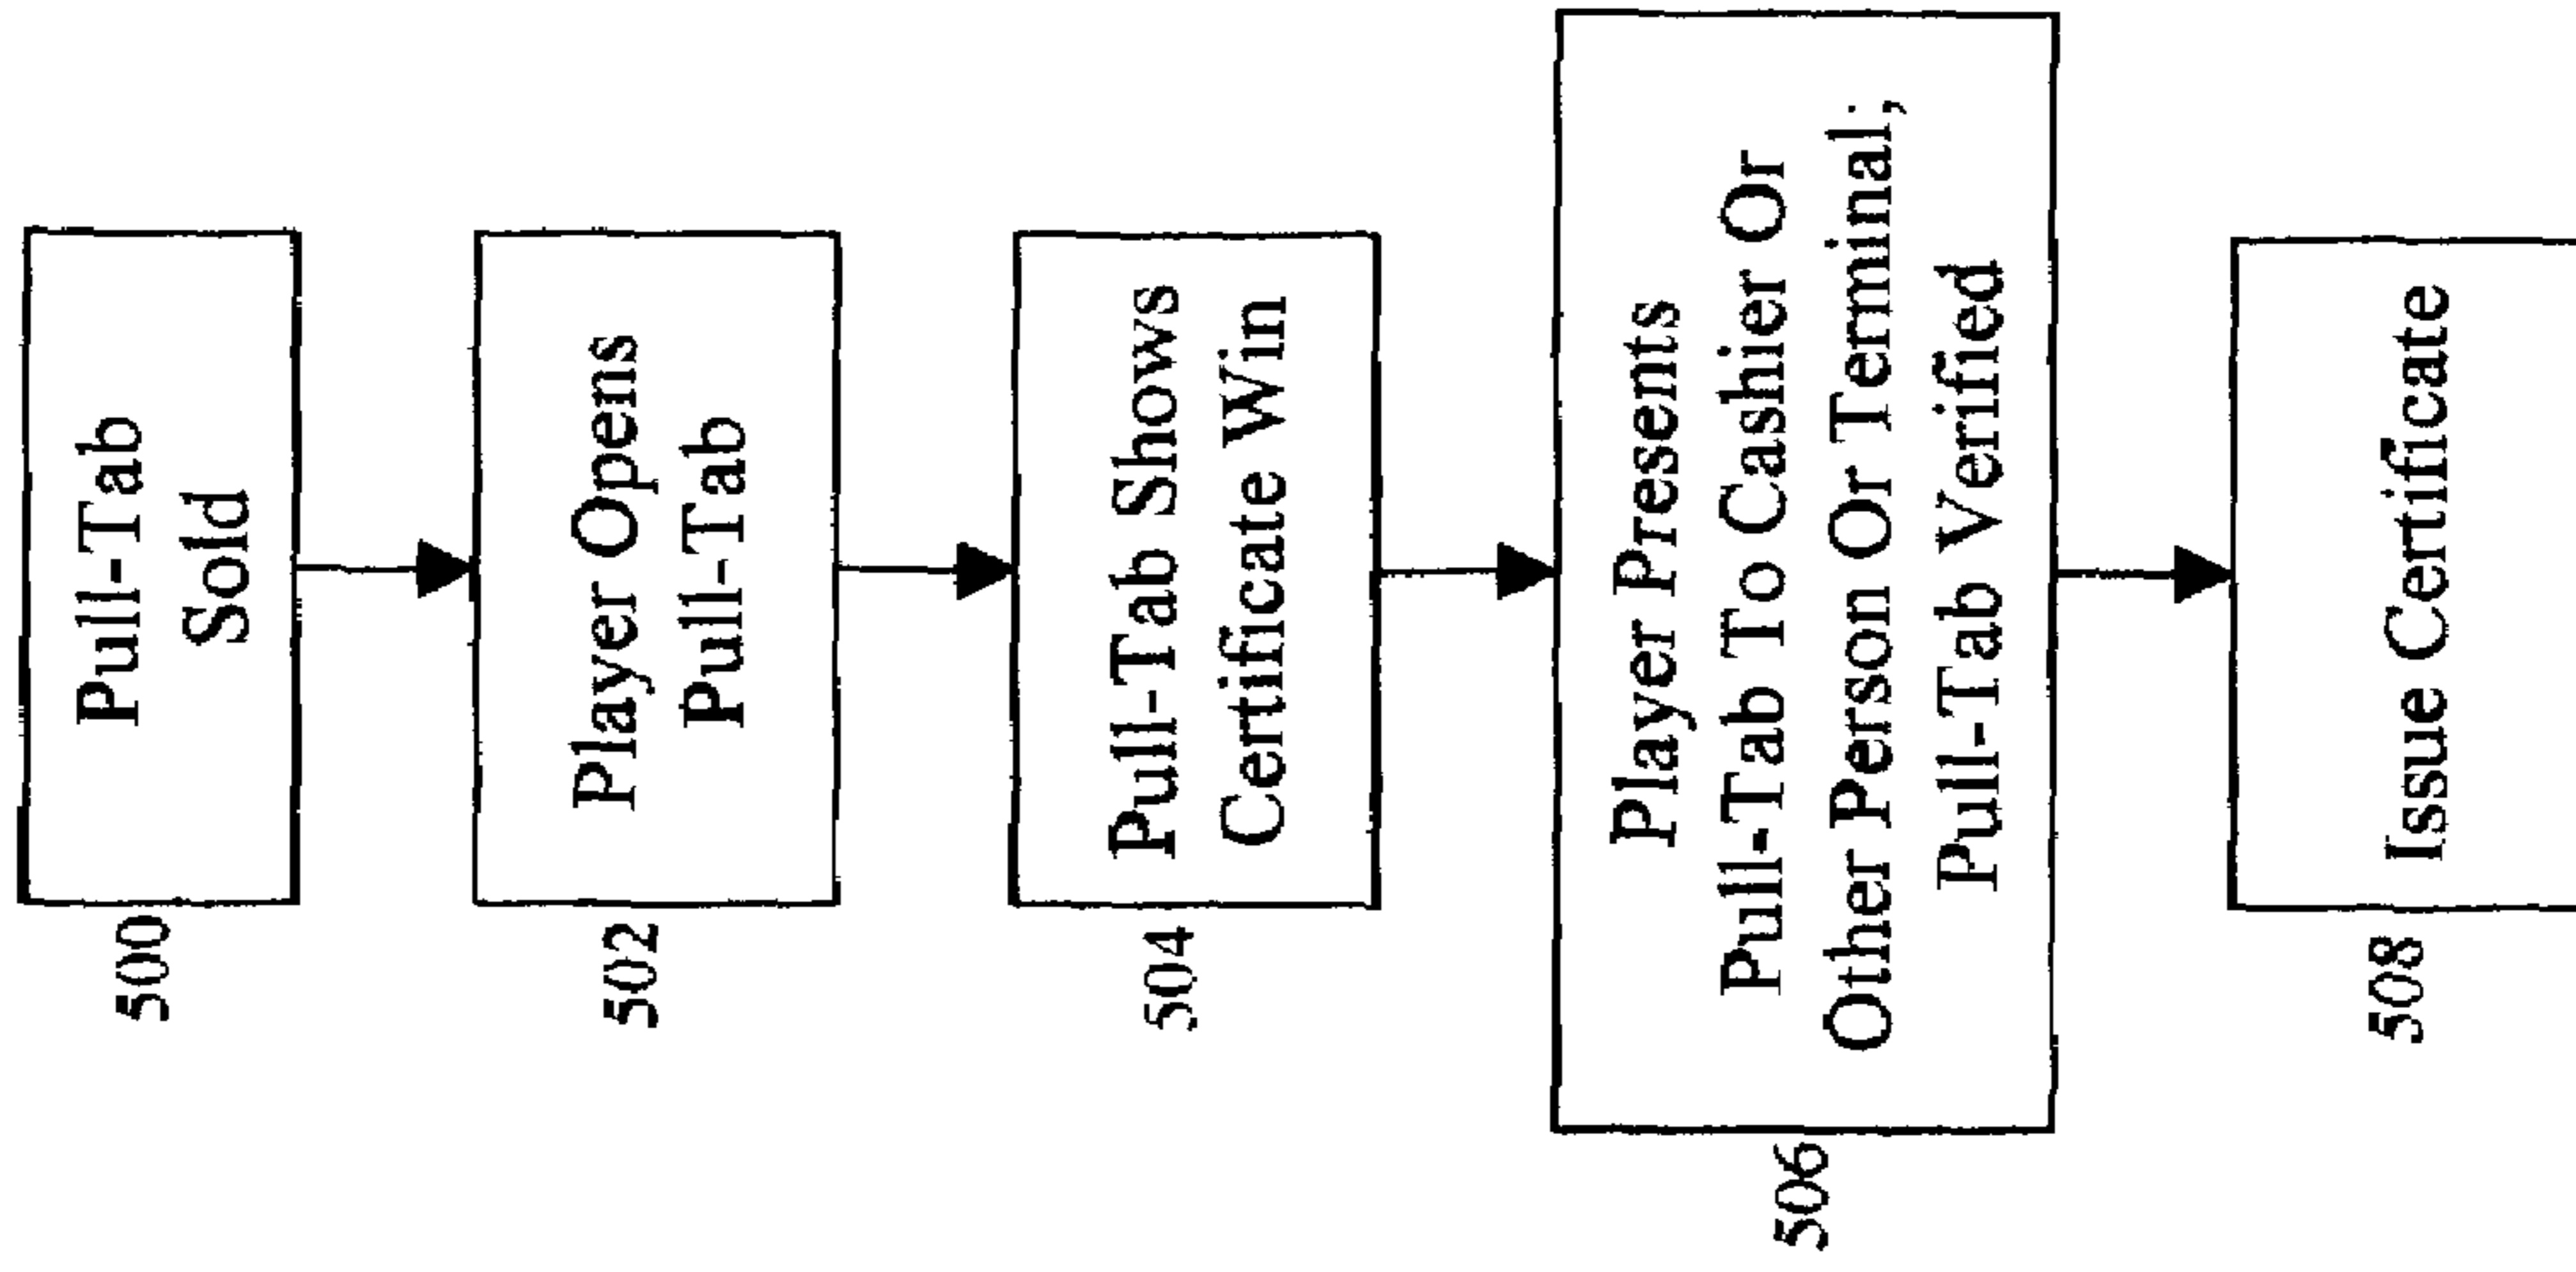 500
Pull-Tab
Sold
502
Player Opens
Pull-Tab
504
Pull-Tab Shows
Certificate Win
506
Player Presents
Pull-Tab To Cashier Or
Other Person Or Terminal;
Pull-Tab Verified
508
Issue Certificate